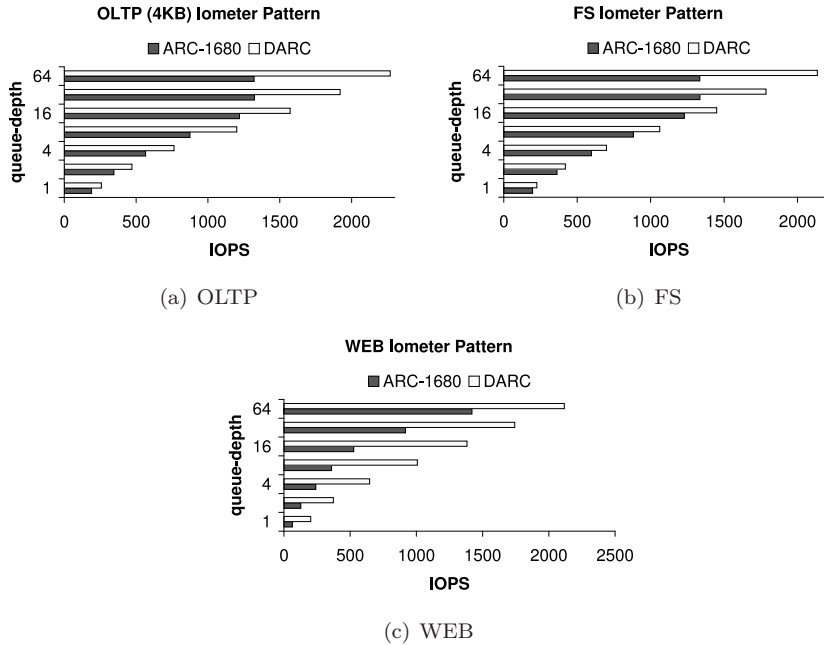 OLTP (4KB) Iometer Pattern
ARC-1680 DARC
queue-depth
64
16
4
1
0 500 1000 1500 2000
IOPS
(a) OLTP
FS Iometer Pattern
ARC-1680 DARC
queue-depth
64
16
4
1
0 500 1000 1500 2000
IOPS
(b) FS
WEB Iometer Pattern
ARC-1680 DARC
queue-depth
64
16
4
1
0 500 1000 1500 2000 2500
IOPS
(c) WEB